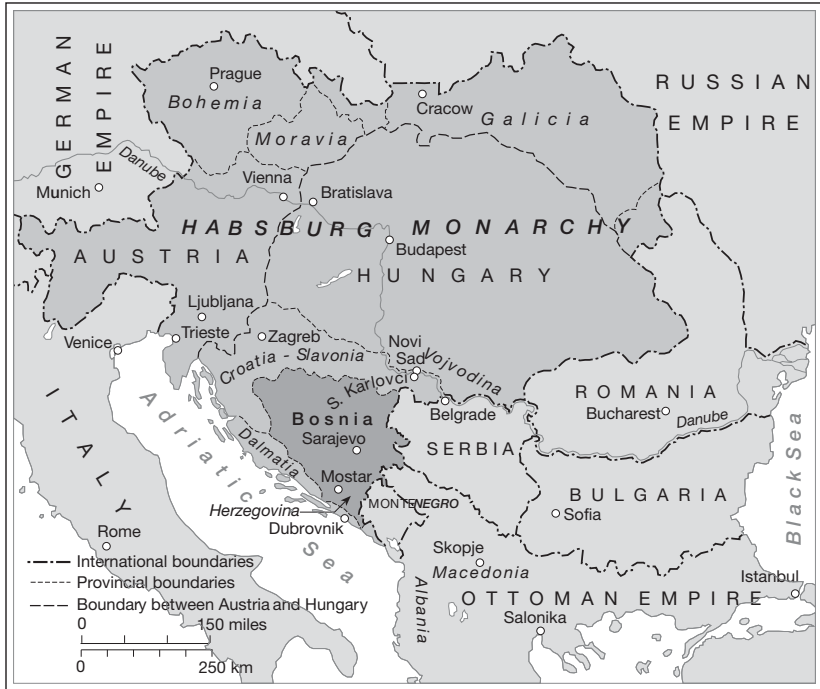 GERMAN
EMPIRE
Prague
Bohemia
Moravia
Cracow
Galicia
RUSSIAN
EMPIRE
Danube
Munich
Vienna
Bratislava
HABSBURG MONARCHY
Budapest
AUSTRIA
HUNGARY
Ljubljana
Trieste
Venice
Zagreb
Croatia - Slavonia
Novi
Sad
Vojvodina
S. Karlovci
Belgrade
ROMANIA
Bucharest
Danube
ITALY
Adriatic
Sea
Dalmatia
Bosnia
Sarajevo
SERBIA
Mostar
Herzegovina
MONTENEGRO
Dubrovnik
BULGARIA
Sofia
Black Sea
Rome
Skopje
Macedonia
Albania
Istanbul
OTTOMAN EMPIRE
Salonika
International boundaries
Provincial boundaries
Boundary between Austria and Hungary
0 150 miles
0 250 km